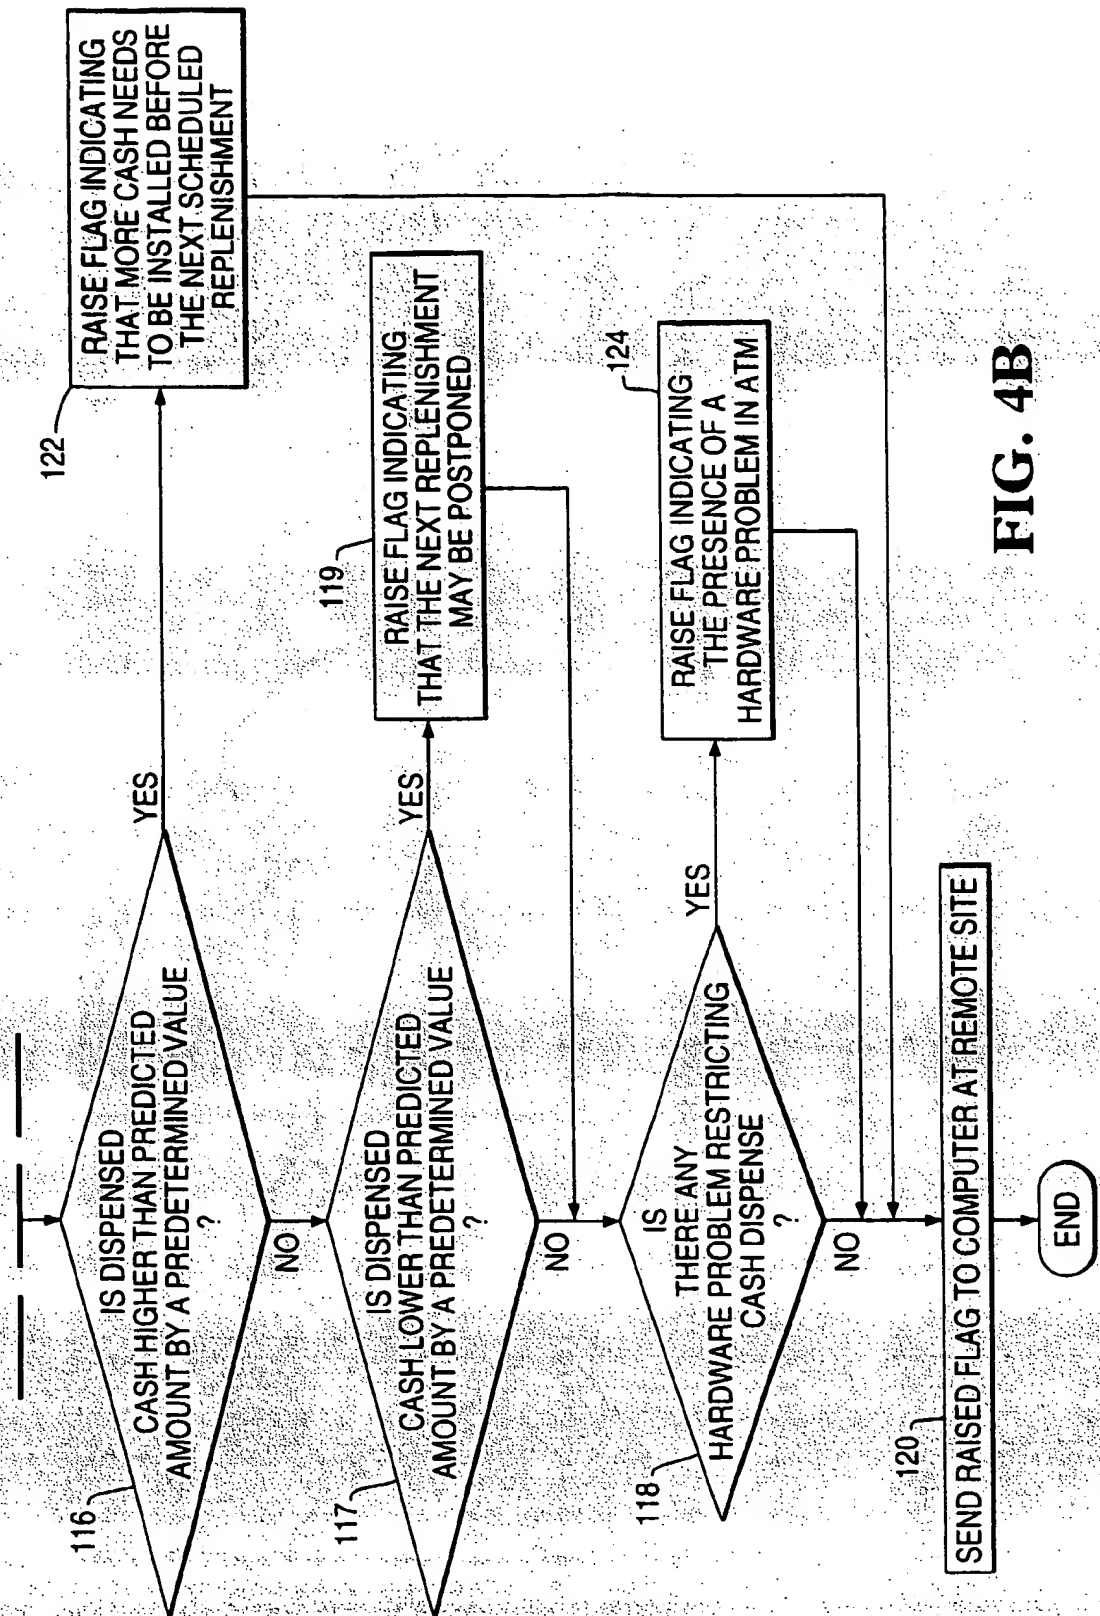 116
IS DISPENSED
CASH HIGHER THAN PREDICTED
AMOUNT BY A PREDETERMINED VALUE
?
YES
NO
122
RAISE FLAG INDICATING
THAT MORE CASH NEEDS
TO BE INSTALLED BEFORE
THE NEXT SCHEDULED
REPLENISHMENT
117
IS DISPENSED
CASH LOWER THAN PREDICTED
AMOUNT BY A PREDETERMINED VALUE
?
YES
NO
119
RAISE FLAG INDICATING
THAT THE NEXT REPLENISHMENT
MAY BE POSTPONED
118
IS
THERE ANY
HARDWARE PROBLEM RESTRICTING
CASH DISPENSE
?
YES
NO
124
RAISE FLAG INDICATING
THE PRESENCE OF A
HARDWARE PROBLEM IN ATM
120
SEND RAISED FLAG TO COMPUTER AT REMOTE SITE
END
FIG. 4B